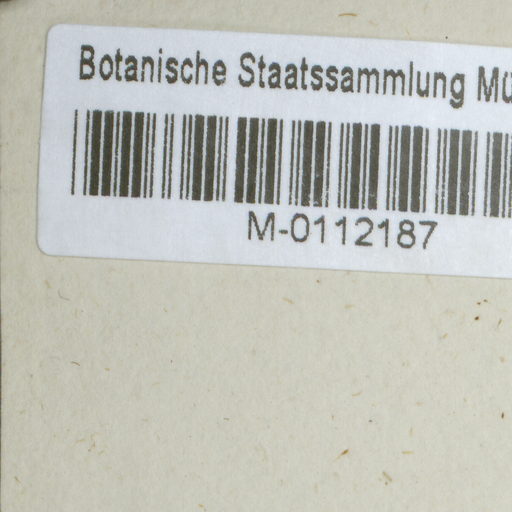 Botanische Staatssammlung Mü
M-0112187